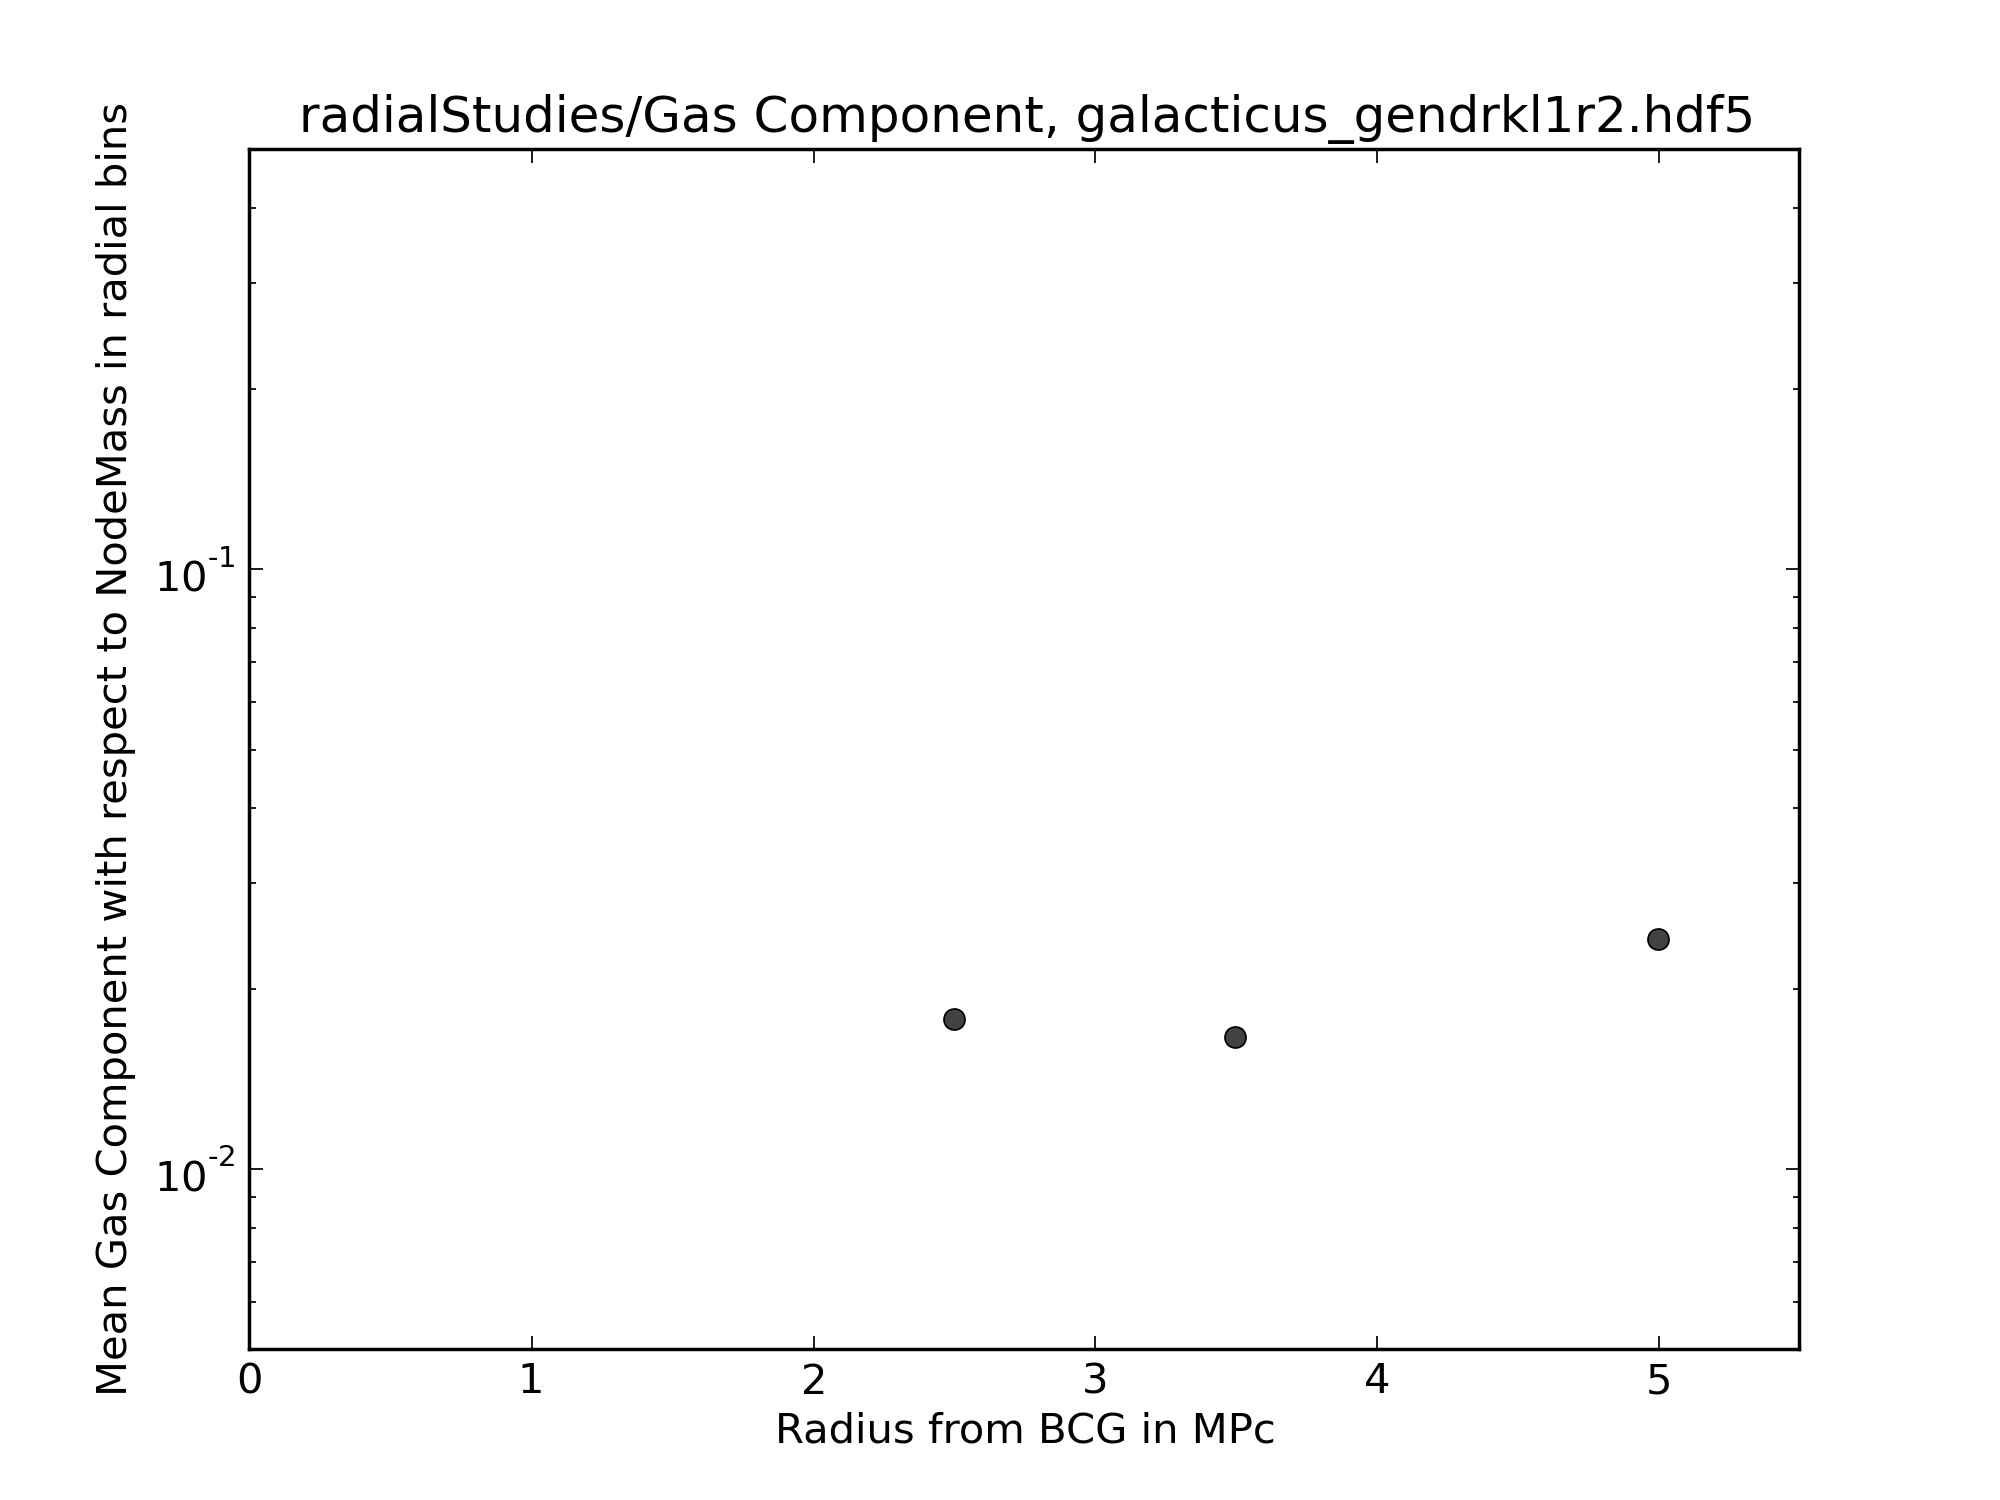 radialStudies/Gas Component, galacticus_gendrkl1r2.hdf5
Mean Gas Component with respect to NodeMass in radial bins
10^-1
10^-2
0 1 2 3 4 5
Radius from BCG in MPc